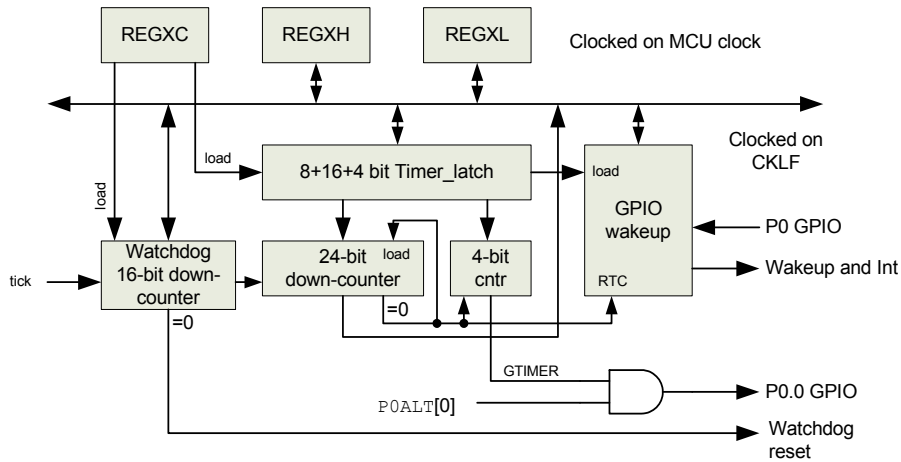 REGXC
REGXH
REGXL
Clocked on MCU clock
Clocked on
CKLF
load
load
8+16+4 bit Timer_latch
load
GPIO
wakeup
RTC
P0 GPIO
Wakeup and Int
tick
Watchdog
16-bit down-
counter
=0
24-bit
down-counter
load
=0
4-bit
cntr
GTIMER
P0ALT[0]
P0.0 GPIO
Watchdog
reset